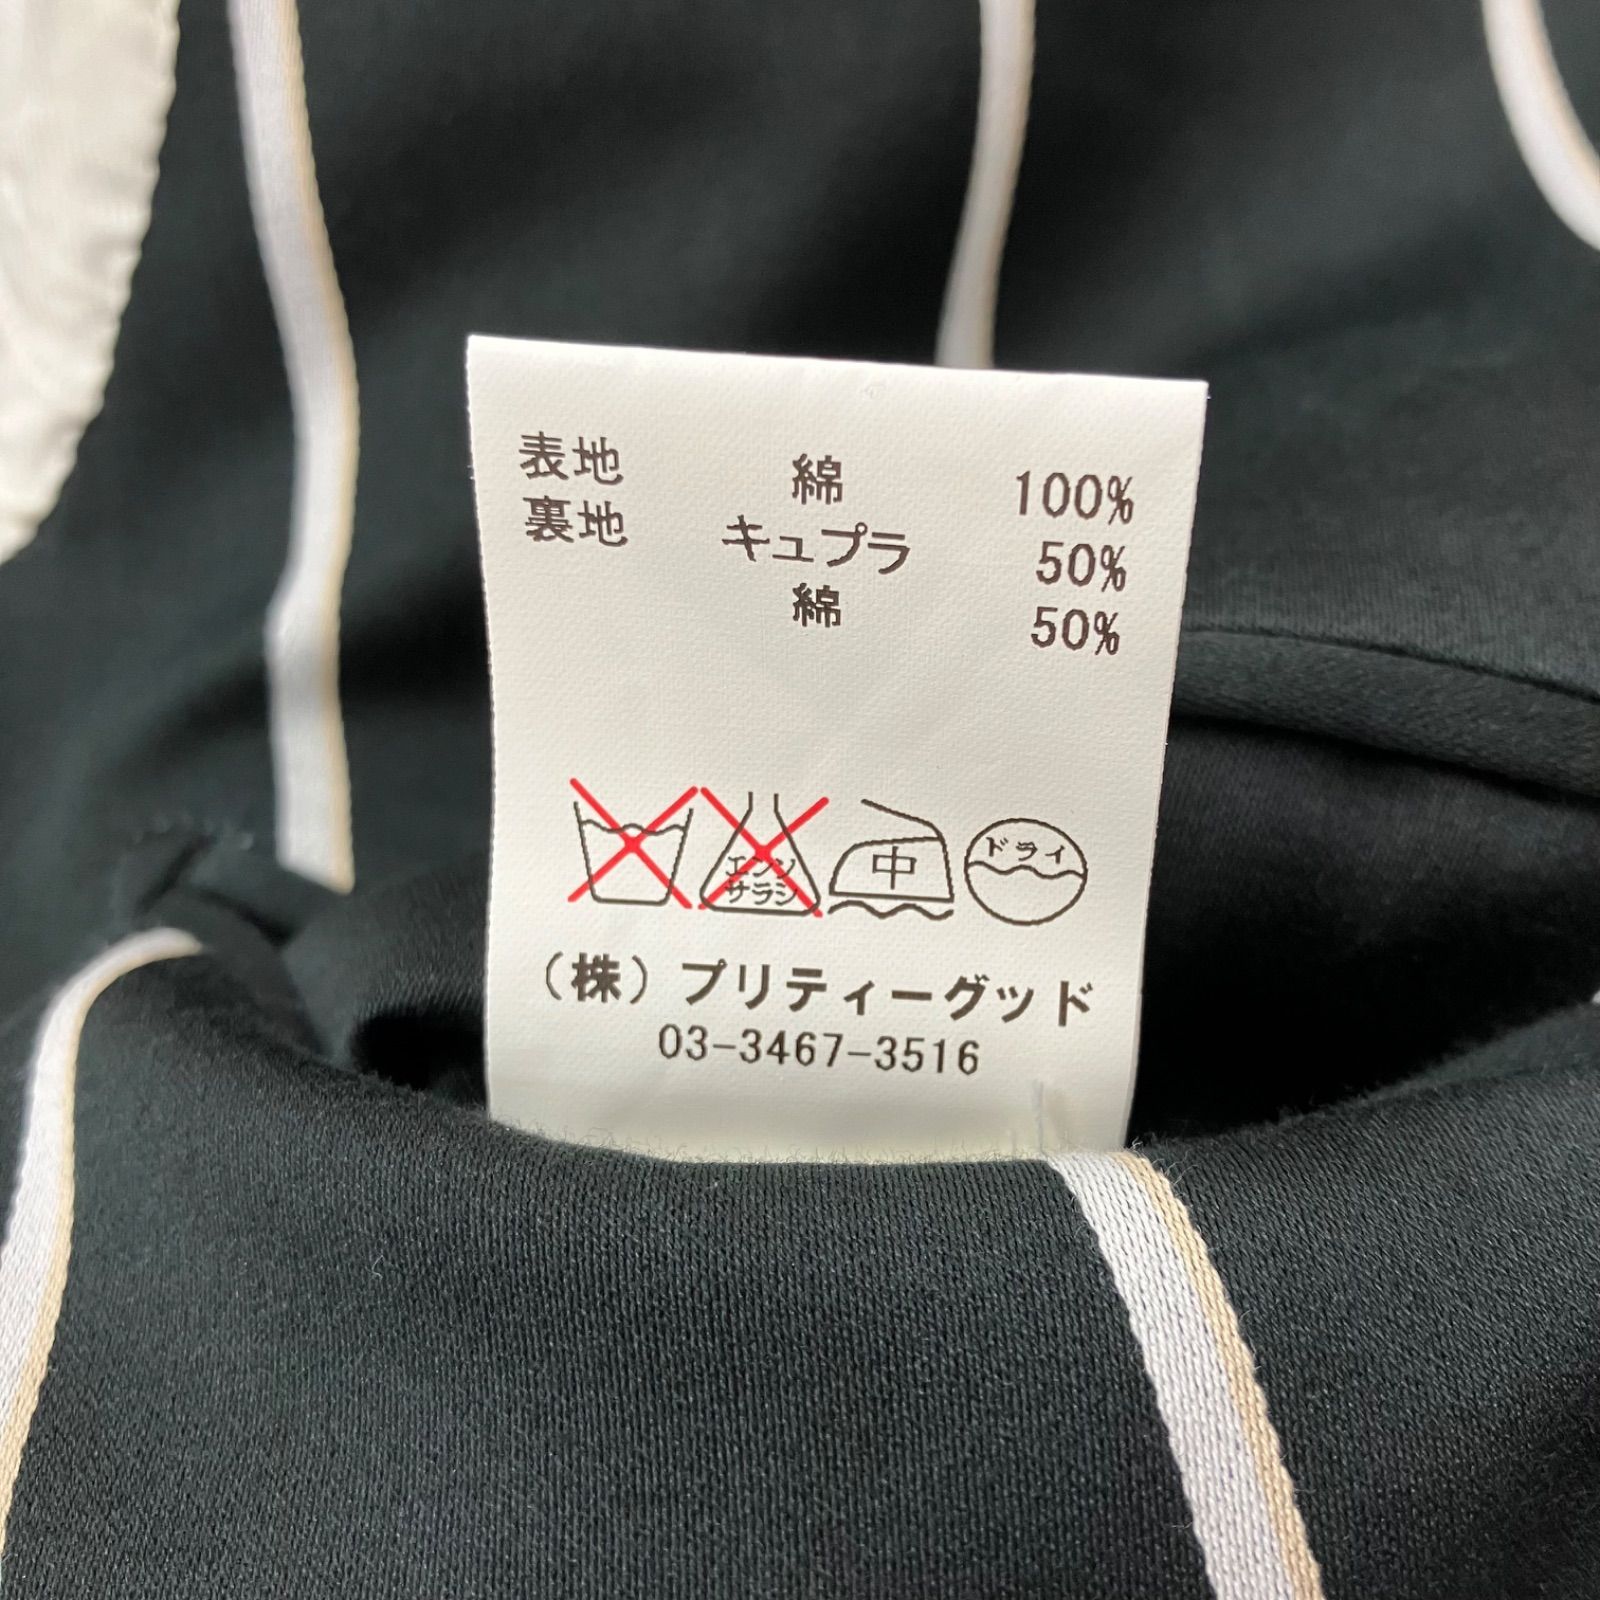 表地 綿 100%
裏地 キュプラ 50%
綿 50%
エンソ
サラシ
中
ドライ
(株)プリティーグッド
03-3467-3516